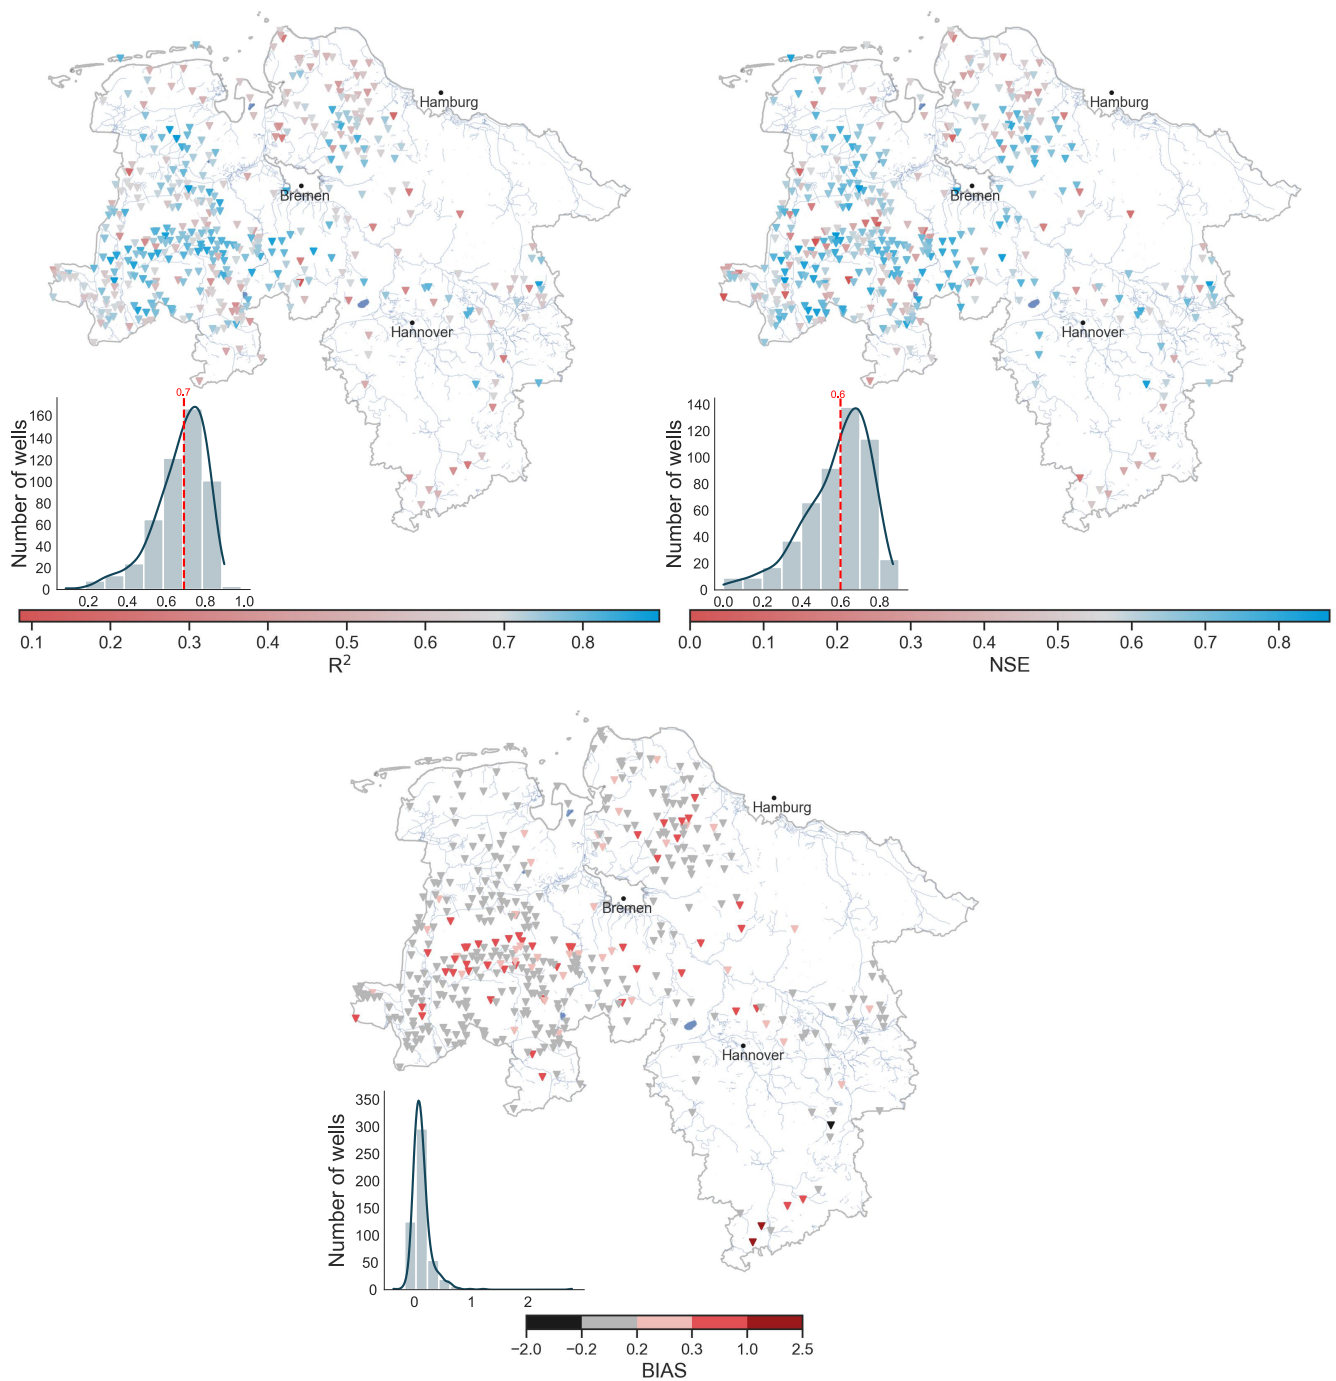 Hamburg
Bremen
Hannover
0.7
Number of wells
160
140
120
100
80
60
40
20
0
0.2 0.4 0.6 0.8 1.0
0.1 0.2 0.3 0.4 0.5 0.6 0.7 0.8
R²
Hamburg
Bremen
Hannover
0.6
Number of wells
140
120
100
80
60
40
20
0
0.0 0.2 0.4 0.6 0.8
0.0 0.1 0.2 0.3 0.4 0.5 0.6 0.7 0.8
NSE
Hamburg
Bremen
Hannover
Number of wells
350
300
250
200
150
100
50
0
0 1 2
−2.0 −0.2 0.2 0.3 1.0 2.5
BIAS